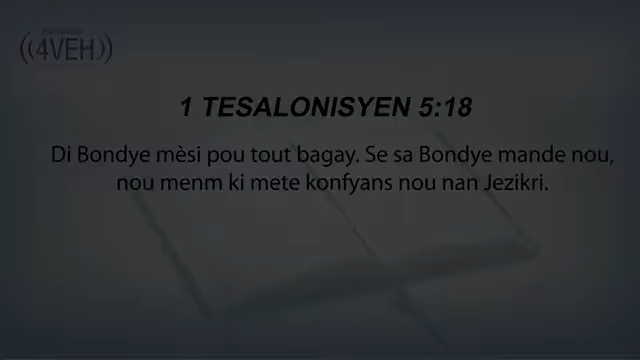 ((4VEH))
1 TESALONISYEN 5:18
Di Bondye mèsi pou tout bagay. Se sa Bondye mande nou,
nou menm ki mete konfyans nou nan Jezikri.